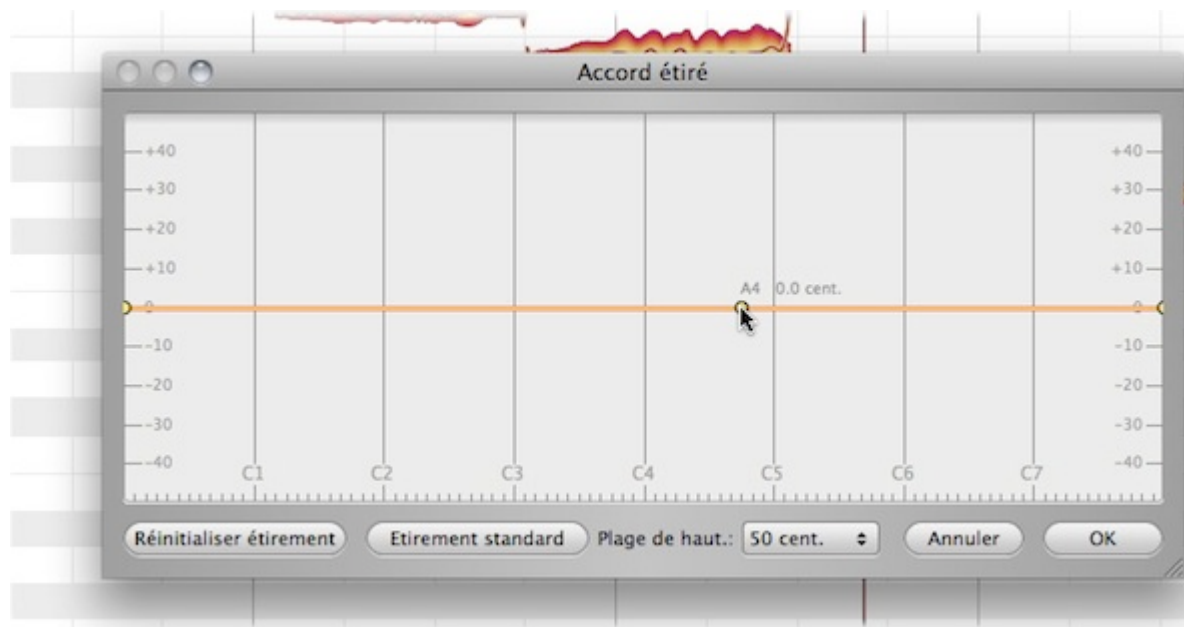 Accord étiré
+40 +40
+30 +30
+20 +20
+10 +10
A4 0.0 cent.
0 0
-10 -10
-20 -20
-30 -30
-40 -40
C1 C2 C3 C4 C5 C6 C7
Réinitialiser étirement Etirement standard Plage de haut.: 50 cent. Annuler OK